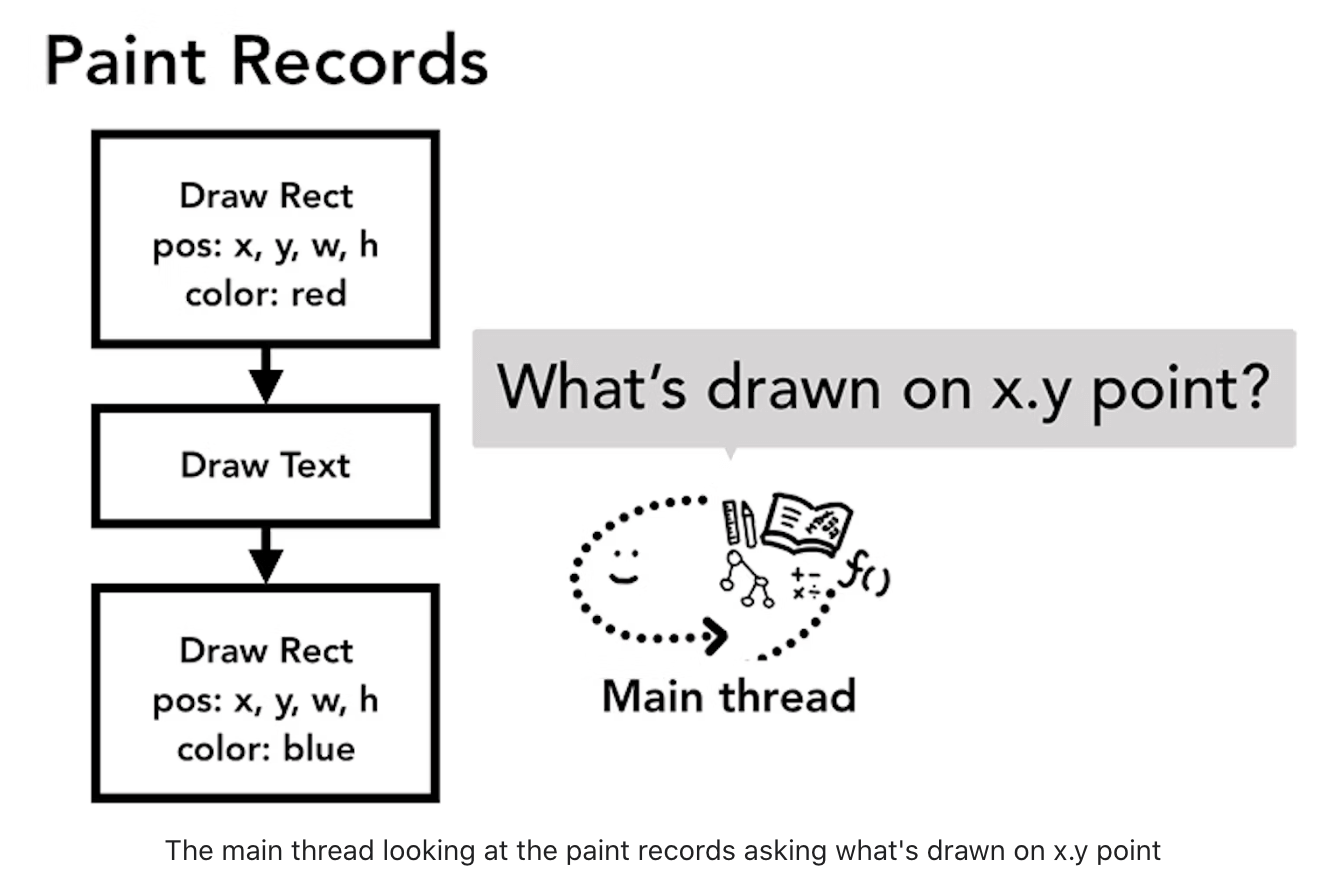 Paint Records
Draw Rect
pos: x, y, w, h
color: red
Draw Text
Draw Rect
pos: x, y, w, h
color: blue
What’s drawn on x.y point?
+-
x÷
f()
Main thread
The main thread looking at the paint records asking what's drawn on x.y point